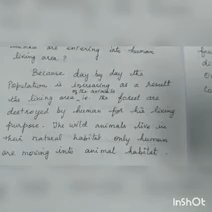 are entering into human
living area ?
Because day by day the
Population is increasing as a result
of the animals
the living area ie the forest are
destroyed by human for his living
purpose. The wild animals live in
their natural habitat only human
are moving into animal habitat.
InShOt